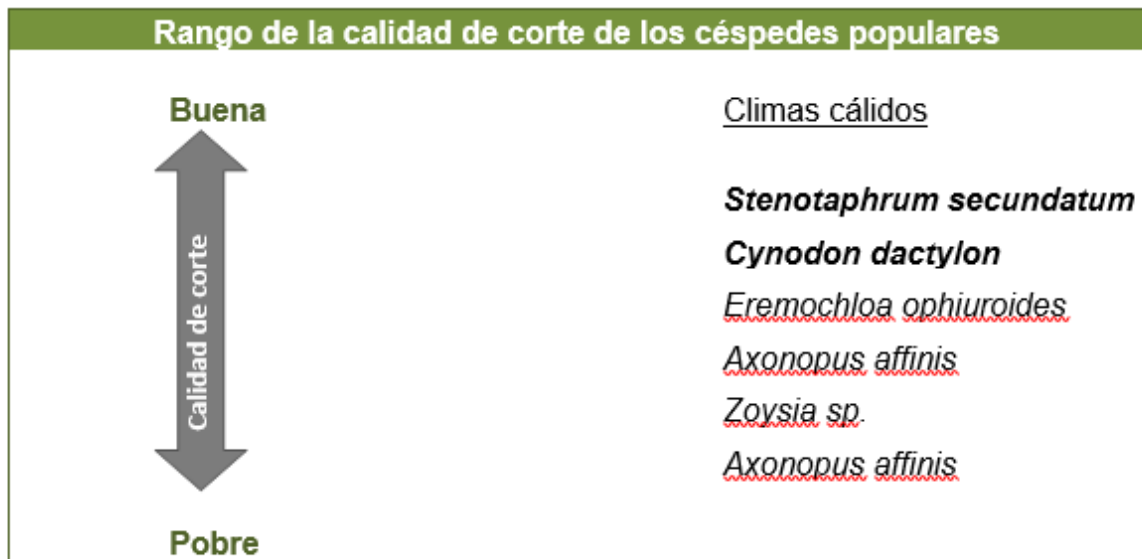 Rango de la calidad de corte de los céspedes populares
Buena
Climas cálidos
Calidad de corte
Stenotaphrum secundatum
Cynodon dactylon
Eremochloa ophiuroides
Axonopus affinis
Zoysia sp.
Axonopus affinis
Pobre